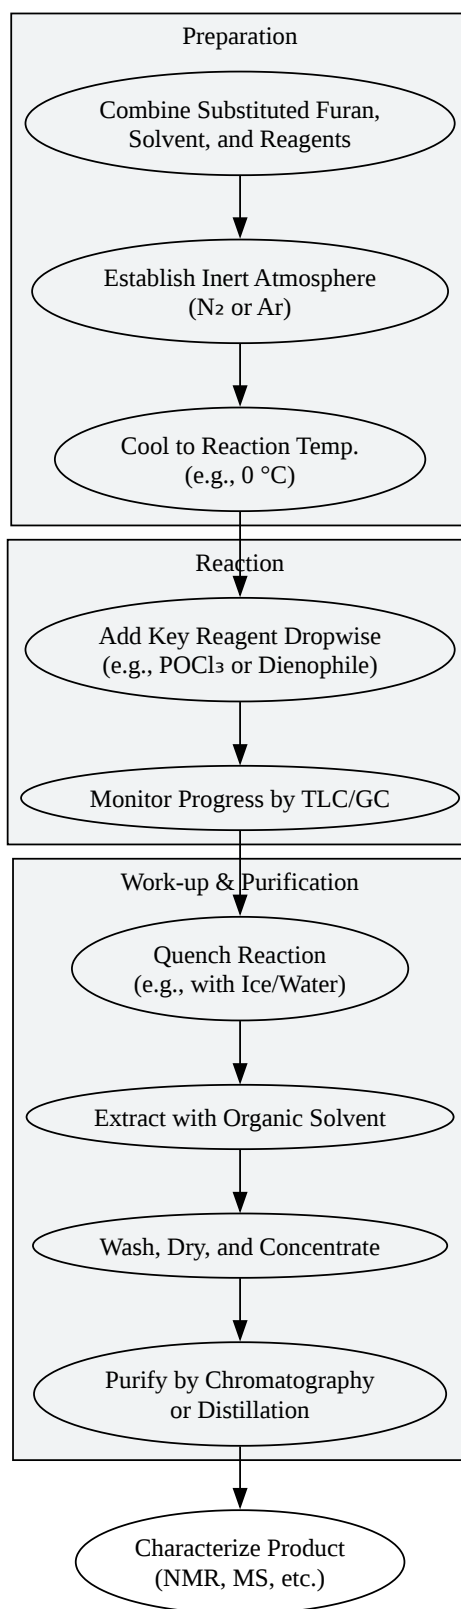 Preparation
Combine Substituted Furan,
Solvent, and Reagents
Establish Inert Atmosphere
(N₂ or Ar)
Cool to Reaction Temp.
(e.g., 0 °C)
Reaction
Add Key Reagent Dropwise
(e.g., POCl₃ or Dienophile)
Monitor Progress by TLC/GC
Work-up & Purification
Quench Reaction
(e.g., with Ice/Water)
Extract with Organic Solvent
Wash, Dry, and Concentrate
Purify by Chromatography
or Distillation
Characterize Product
(NMR, MS, etc.)